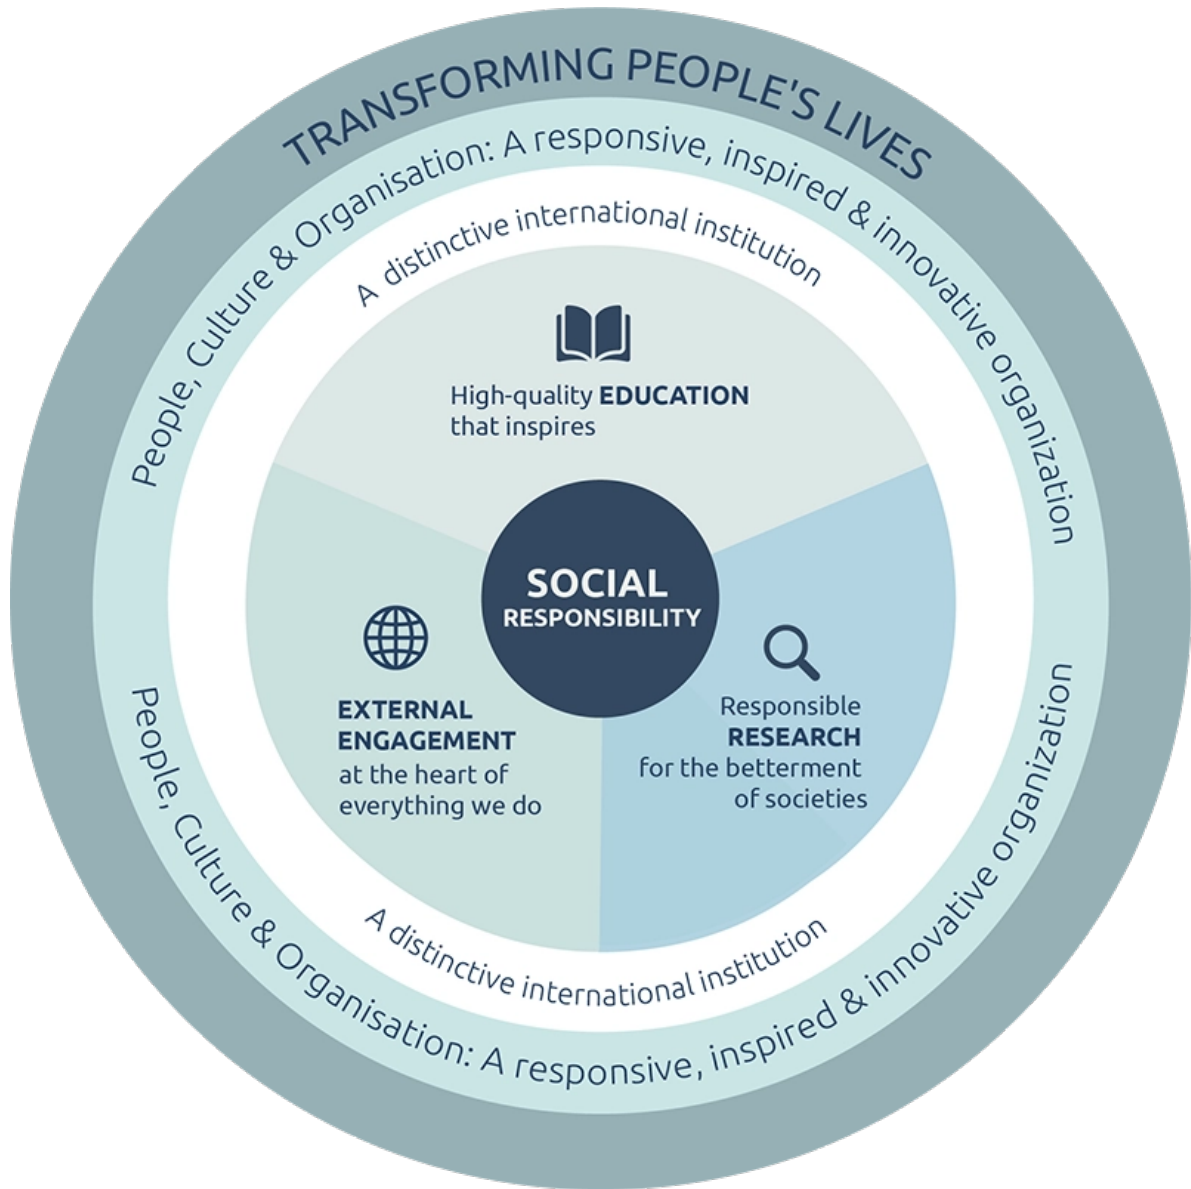 TRANSFORMING PEOPLE'S LIVES
People, Culture & Organisation: A responsive, inspired & innovative organization
A distinctive international institution
High-quality EDUCATION
that inspires
SOCIAL
RESPONSIBILITY
EXTERNAL
ENGAGEMENT
at the heart of
everything we do
Responsible
RESEARCH
for the betterment
of societies
A distinctive international institution
People, Culture & Organisation: A responsive, inspired & innovative organization